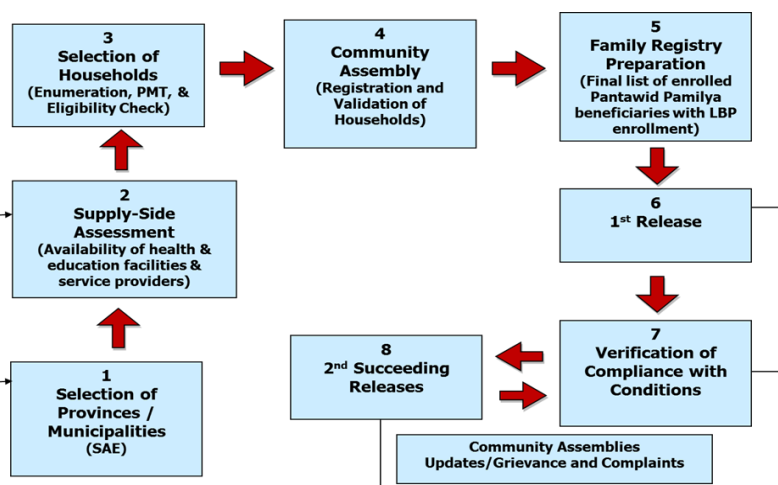 3
Selection of
Households
(Enumeration, PMT, &
Eligibility Check)
4
Community
Assembly
(Registration and
Validation of
Households)
5
Family Registry
Preparation
(Final list of enrolled
Pantawid Pamilya
beneficiaries with LBP
enrollment)
2
Supply-Side
Assessment
(Availability of health &
education facilities &
service providers)
6
1st Release
1
Selection of
Provinces /
Municipalities
(SAE)
8
2nd Succeeding
Releases
7
Verification of
Compliance with
Conditions
Community Assemblies
Updates/Grievance and Complaints